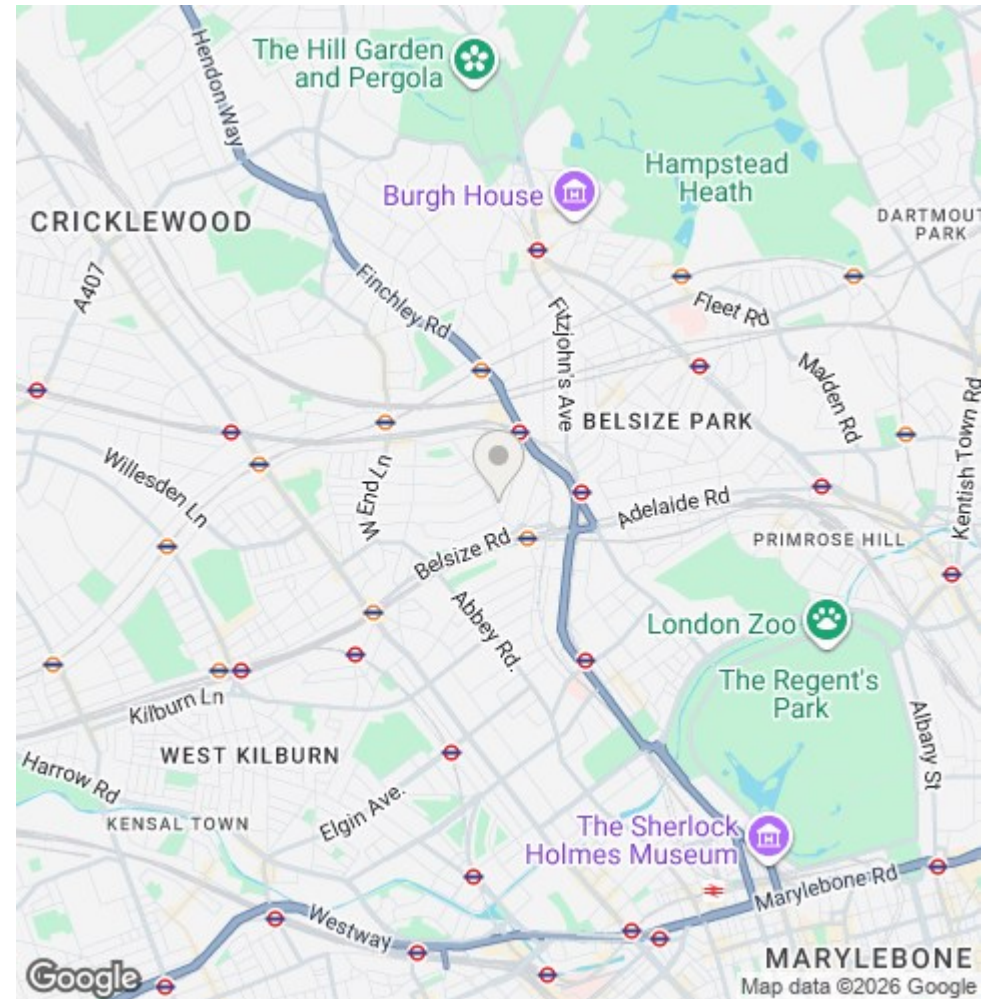 Hendon Way
The Hill Garden
and Pergola
Burgh House
Hampstead
Heath
CRICKLEWOOD
DARTMOUT
PARK
A407
Finchley Rd
Fleet Rd
Fitzjohn's Ave
Malden Rd
BELSIZE PARK
Kentish Town Rd
Willesden Ln
W End Ln
Adelaide Rd
Belsize Rd
PRIMROSE HILL
Abbey Rd.
London Zoo
The Regent's
Park
Kilburn Ln
Albany St
WEST KILBURN
Harrow Rd
Elgin Ave.
KENSAL TOWN
The Sherlock
Holmes Museum
Marylebone Rd
Westway
MARYLEBONE
Google
Map data ©2026 Google